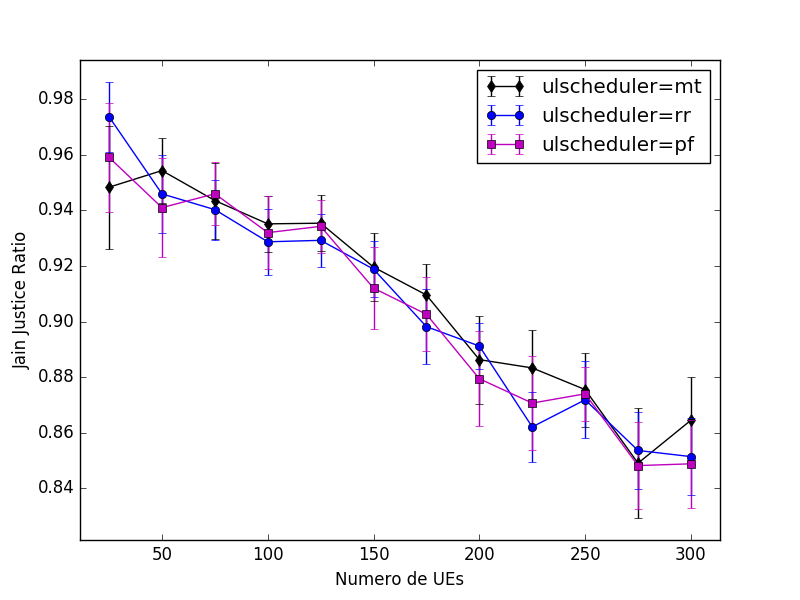 0.98
0.96
0.94
0.92
0.90
0.88
0.86
0.84
Jain Justice Ratio
ulscheduler=mt
ulscheduler=rr
ulscheduler=pf
50 100 150 200 250 300
Numero de UEs